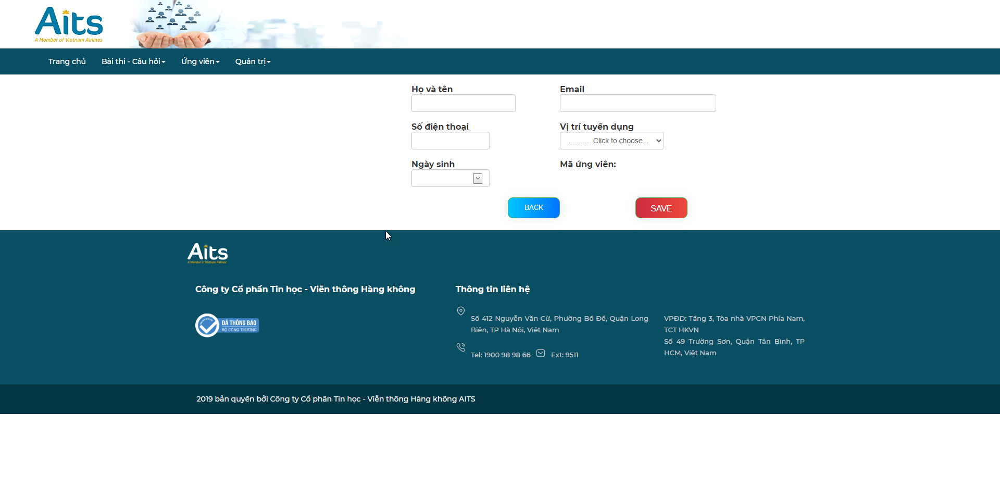 Aits
A Member of Vietnam Airlines
Trang chủ Bài thi - Câu hỏi Ứng viên Quản trị
Họ và tên Email
Số điện thoại Vị trí tuyển dụng
............Click to choose...
Ngày sinh Mã ứng viên:
BACK SAVE
Aits
A Member of Vietnam Airlines
Công ty Cổ phần Tin học - Viễn thông Hàng không
ĐÃ THÔNG BÁO
BỘ CÔNG THƯƠNG
Thông tin liên hệ
Số 412 Nguyễn Văn Cừ, Phường Bồ Đề, Quận Long
Biên, TP Hà Nội, Việt Nam
Tel: 1900 98 98 66 Ext: 9511
VPĐD: Tầng 3, Tòa nhà VPCN Phía Nam,
TCT HKVN
Số 49 Trường Sơn, Quận Tân Bình, TP
HCM, Việt Nam
2019 bản quyền bởi Công ty Cổ phân Tin học - Viễn thông Hàng không AITS